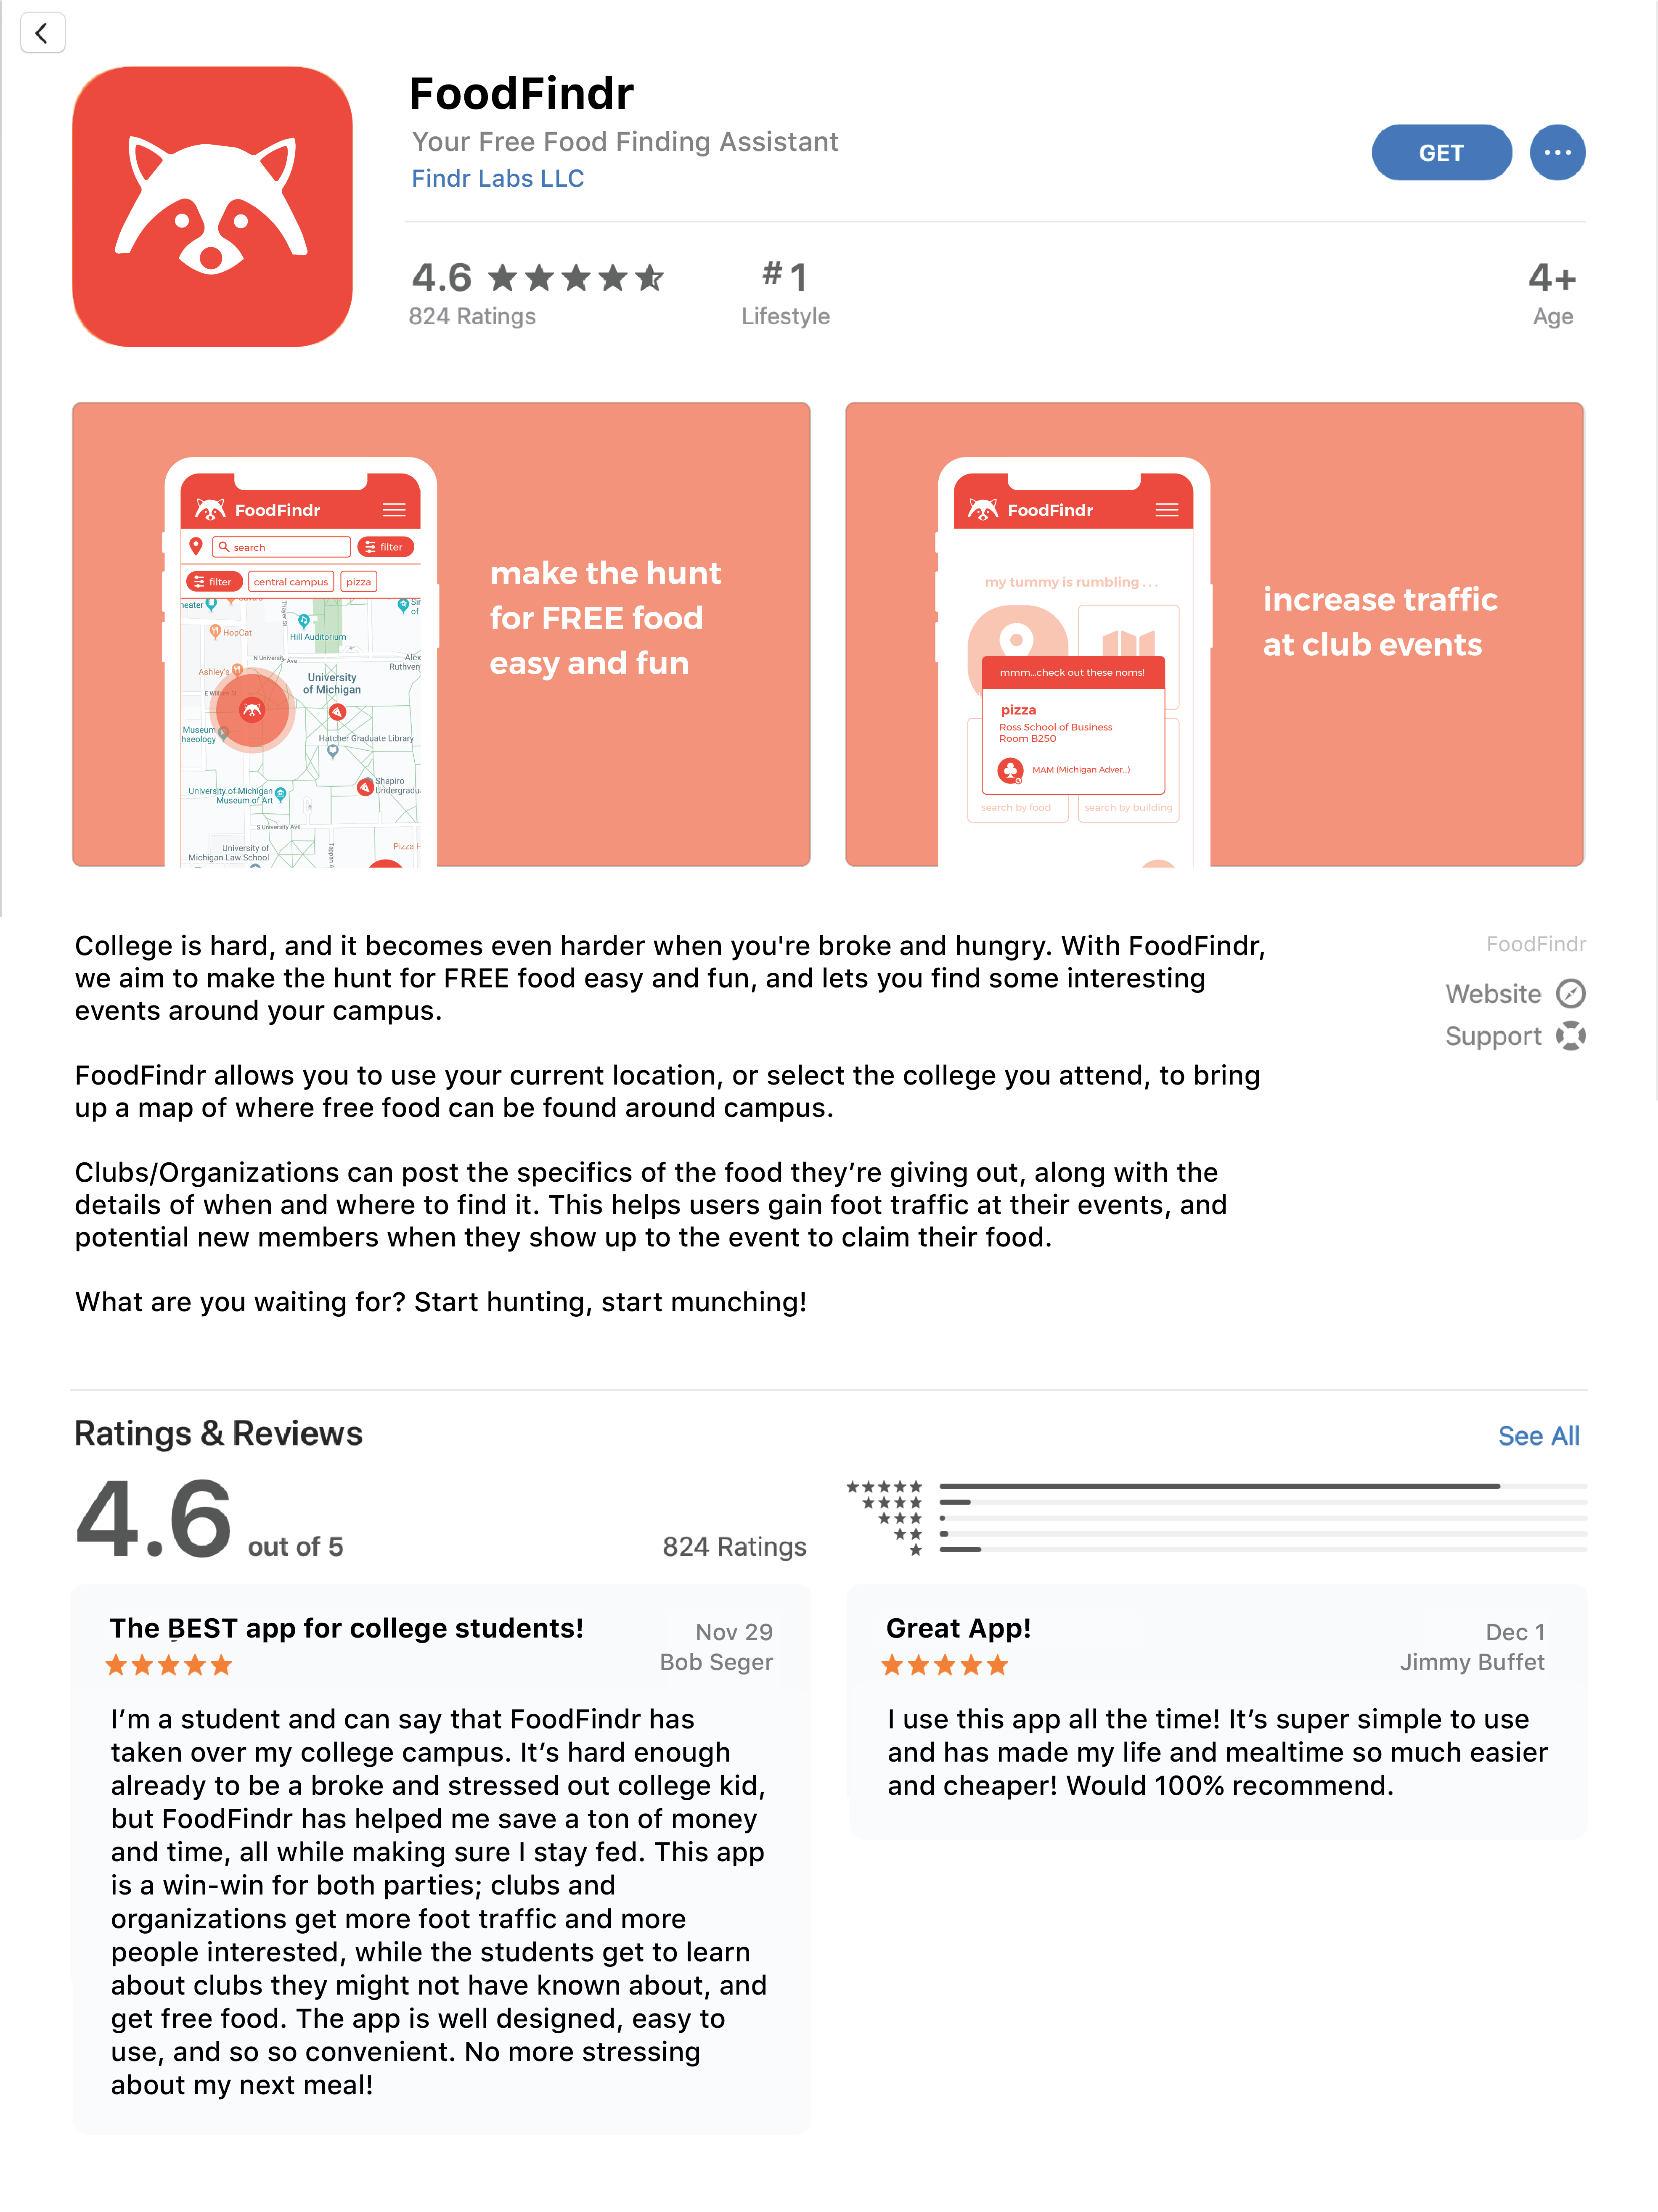 FoodFindr
Your Free Food Finding Assistant
Findr Labs LLC
GET
4.6
824 Ratings
#1
Lifestyle
4+
Age
FoodFindr
search
filter
filter
central campus
pizza
heater
HopCat
Hill Auditorium
Thayer St
N University Ave
Alex
Ruthven
Ashley's
University
of Michigan
E William St
Museum
haeology
Hatcher Graduate Library
Shapiro
Undergradu
University of Michigan
Museum of Art
S University Ave
University of
Michigan Law School
Tappan A
Pizza H
make the hunt
for FREE food
easy and fun
FoodFindr
my tummy is rumbling . . .
mmm...check out these noms!
pizza
Ross School of Business
Room B250
MAM (Michigan Adver..)
search by food
search by building
increase traffic
at club events
College is hard, and it becomes even harder when you're broke and hungry. With FoodFindr,
we aim to make the hunt for FREE food easy and fun, and lets you find some interesting
events around your campus.
FoodFindr allows you to use your current location, or select the college you attend, to bring
up a map of where free food can be found around campus.
Clubs/Organizations can post the specifics of the food they’re giving out, along with the
details of when and where to find it. This helps users gain foot traffic at their events, and
potential new members when they show up to the event to claim their food.
What are you waiting for? Start hunting, start munching!
FoodFindr
Website
Support
Ratings & Reviews
See All
4.6 out of 5
824 Ratings
The BEST app for college students!
Nov 29
Bob Seger
I’m a student and can say that FoodFindr has
taken over my college campus. It’s hard enough
already to be a broke and stressed out college kid,
but FoodFindr has helped me save a ton of money
and time, all while making sure I stay fed. This app
is a win-win for both parties; clubs and
organizations get more foot traffic and more
people interested, while the students get to learn
about clubs they might not have known about, and
get free food. The app is well designed, easy to
use, and so so convenient. No more stressing
about my next meal!
Great App!
Dec 1
Jimmy Buffet
I use this app all the time! It’s super simple to use
and has made my life and mealtime so much easier
and cheaper! Would 100% recommend.